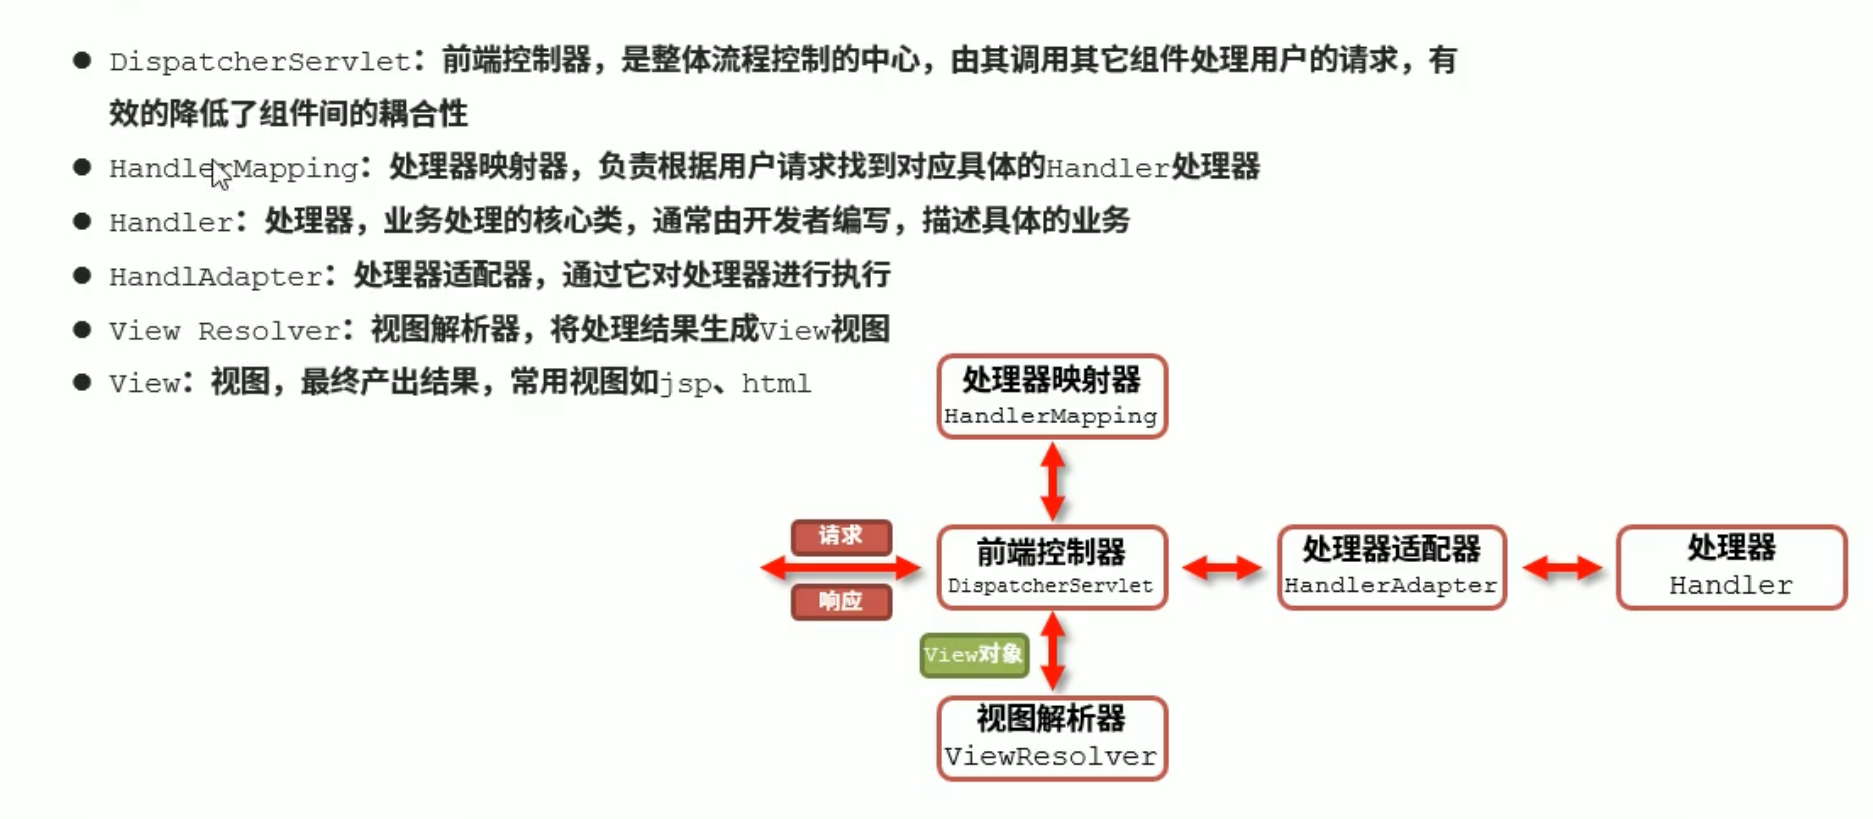 ● DispatcherServlet：前端控制器，是整体流程控制的中心，由其调用其它组件处理用户的请求，有
效的降低了组件间的耦合性
● HandlerMapping：处理器映射器，负责根据用户请求找到对应具体的Handler处理器
● Handler：处理器，业务处理的核心类，通常由开发者编写，描述具体的业务
● HandlAdapter：处理器适配器，通过它对处理器进行执行
● View Resolver：视图解析器，将处理结果生成View视图
● View：视图，最终产出结果，常用视图如jsp、html
处理器映射器
HandlerMapping
请求
响应
前端控制器
DispatcherServlet
处理器适配器
HandlerAdapter
处理器
Handler
View对象
视图解析器
ViewResolver